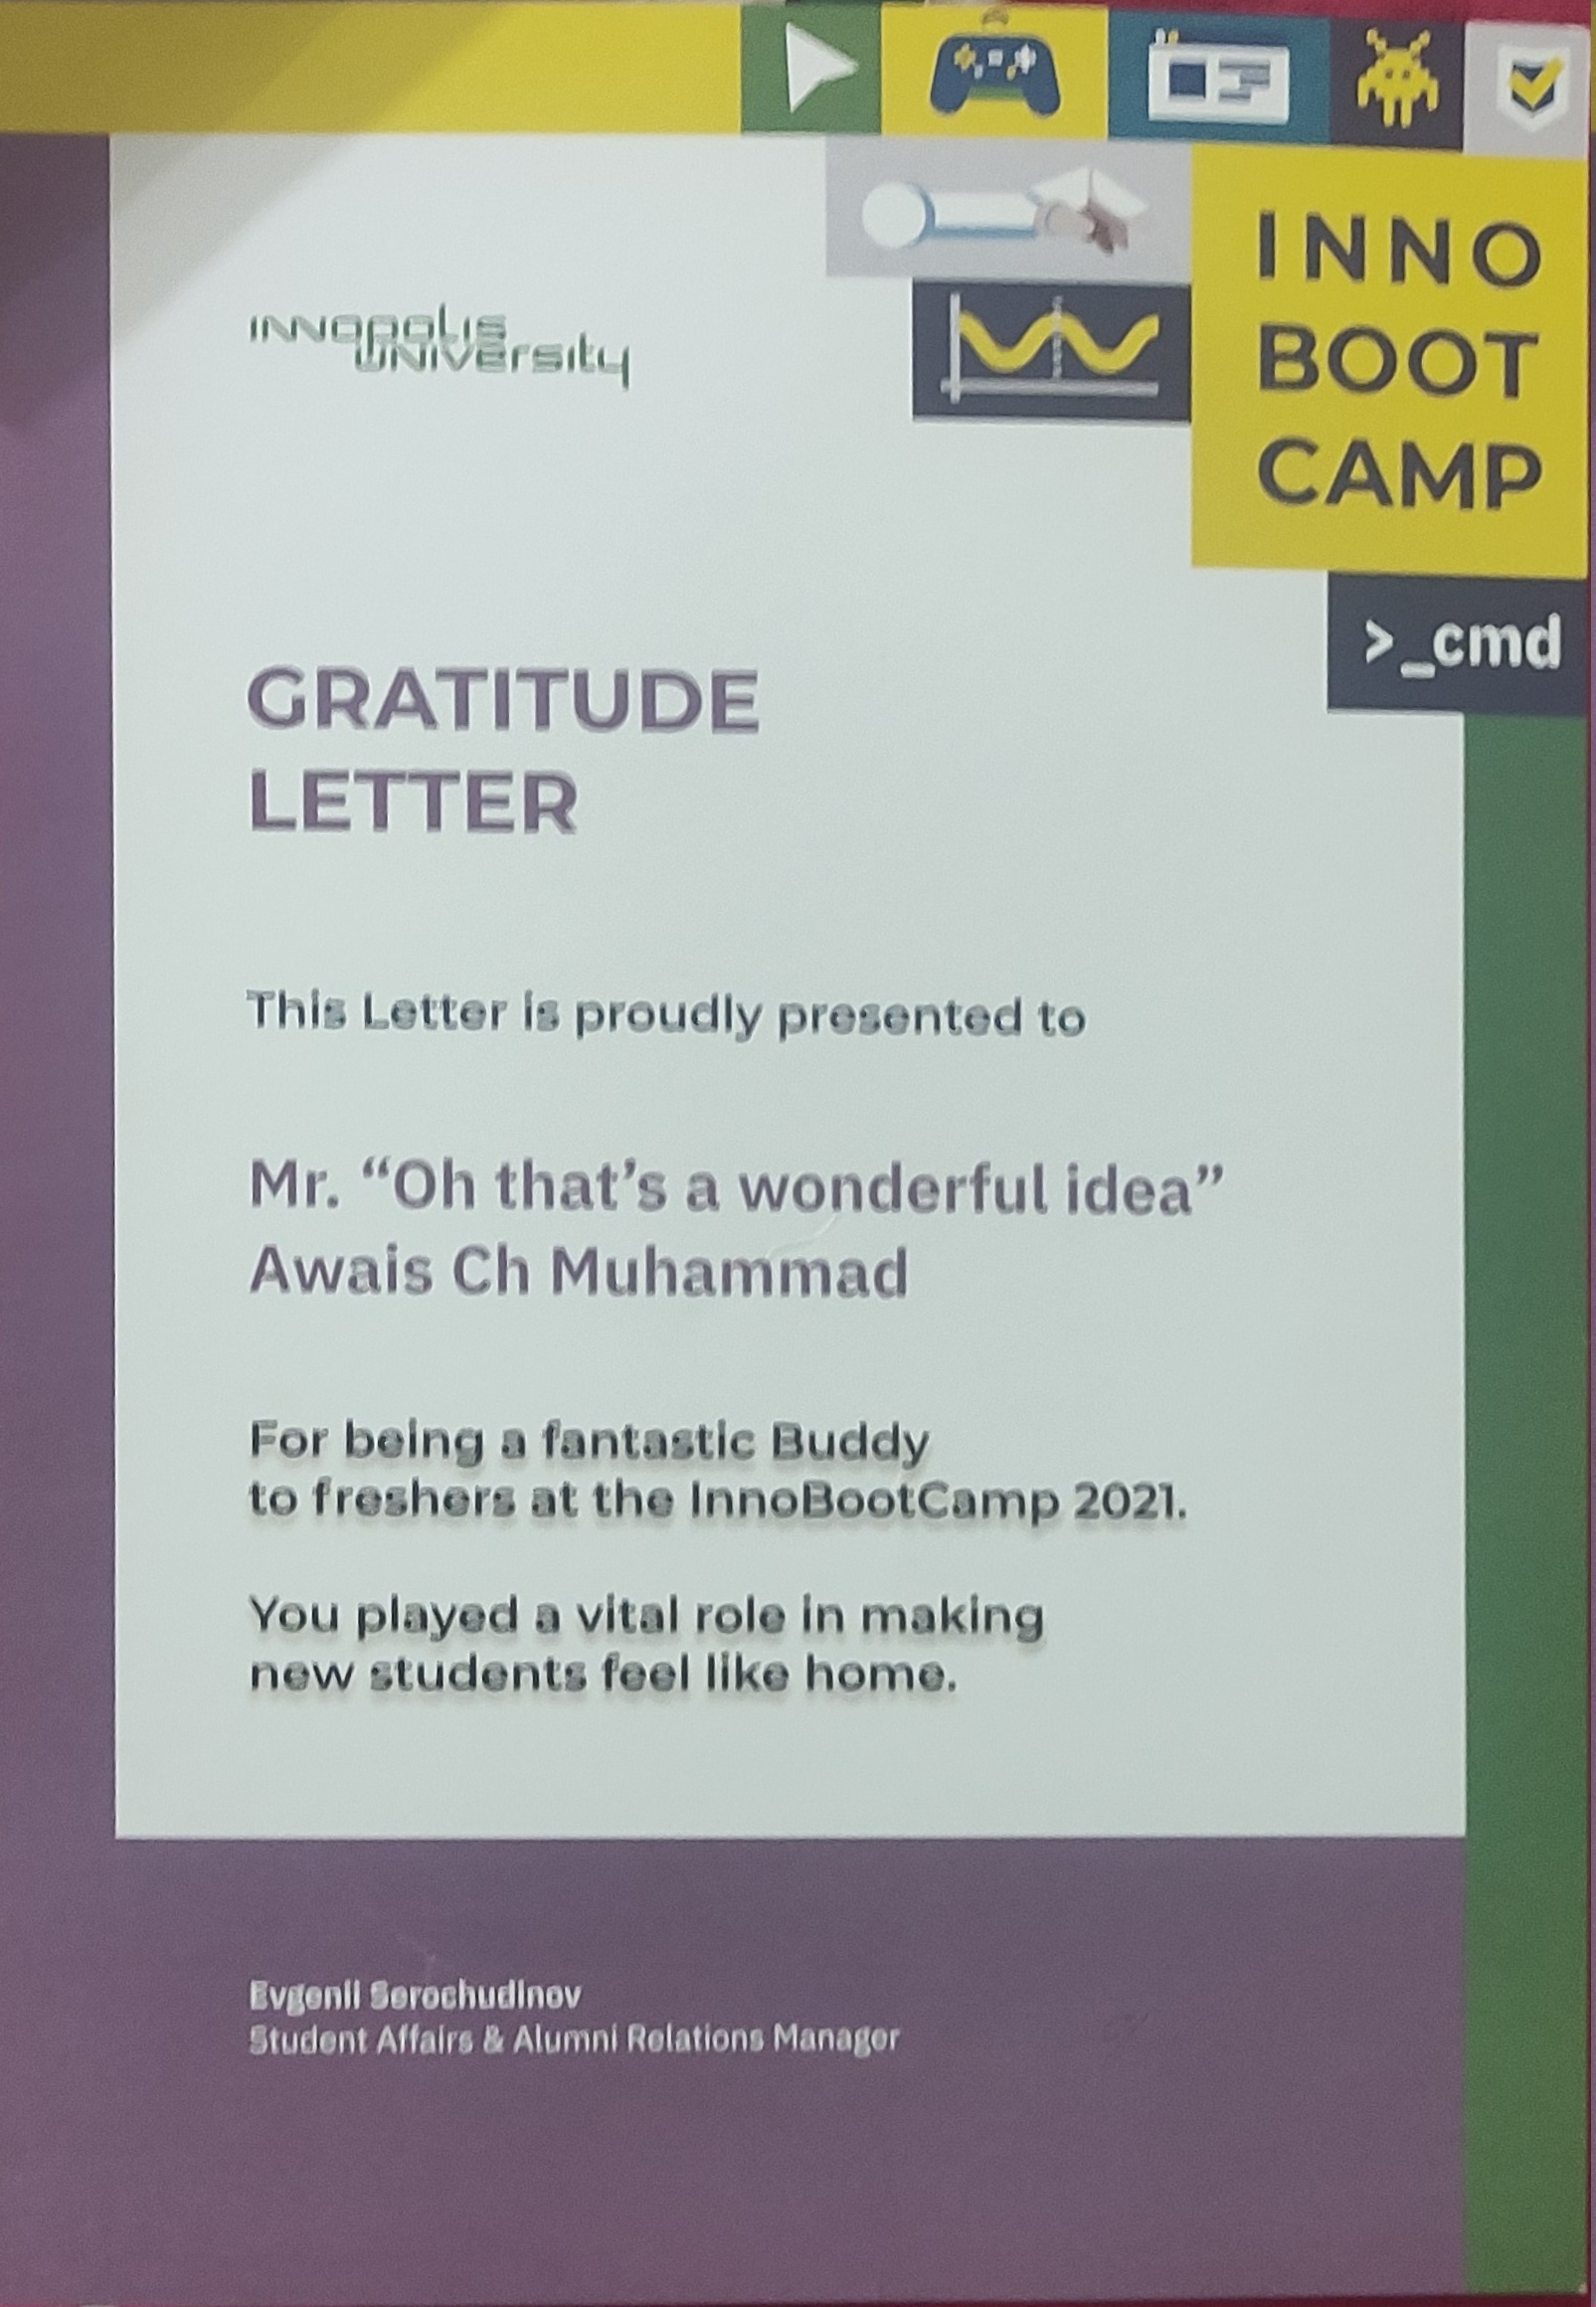 INNO
BOOT
CAMP
>_cmd
INNOPOLIS
UNIVERSITY
GRATITUDE
LETTER
This Letter is proudly presented to
Mr. “Oh that’s a wonderful idea”
Awais Ch Muhammad
For being a fantastic Buddy
to freshers at the InnoBootCamp 2021.
You played a vital role in making
new students feel like home.
Evgenii Serochudinov
Student Affairs & Alumni Relations Manager